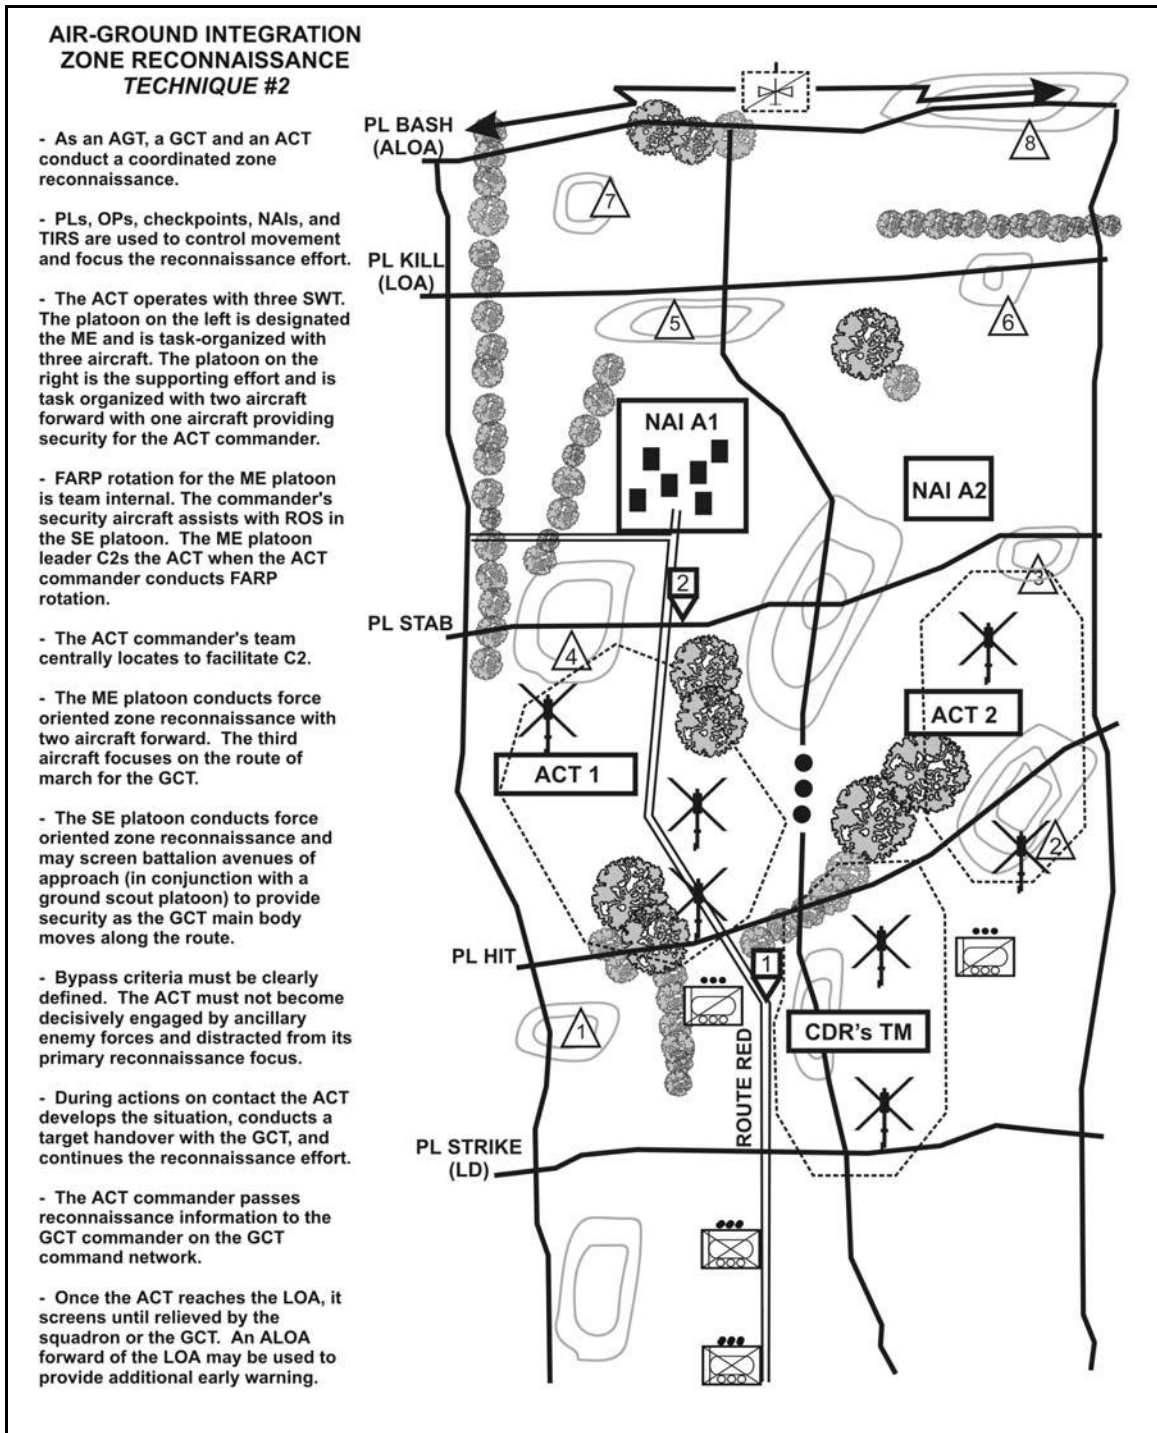 AIR-GROUND INTEGRATION
ZONE RECONNAISSANCE
TECHNIQUE #2
- As an AGT, a GCT and an ACT
conduct a coordinated zone
reconnaissance.
- PLs, OPs, checkpoints, NAIs, and
TIRS are used to control movement
and focus the reconnaissance effort.
- The ACT operates with three SWT.
The platoon on the left is designated
the ME and is task-organized with
three aircraft. The platoon on the
right is the supporting effort and is
task organized with two aircraft
forward with one aircraft providing
security for the ACT commander.
- FARP rotation for the ME platoon
is team internal. The commander's
security aircraft assists with ROS in
the SE platoon. The ME platoon
leader C2s the ACT when the ACT
commander conducts FARP
rotation.
- The ACT commander's team
centrally locates to facilitate C2.
- The ME platoon conducts force
oriented zone reconnaissance with
two aircraft forward. The third
aircraft focuses on the route of
march for the GCT.
- The SE platoon conducts force
oriented zone reconnaissance and
may screen battalion avenues of
approach (in conjunction with a
ground scout platoon) to provide
security as the GCT main body
moves along the route.
- Bypass criteria must be clearly
defined. The ACT must not become
decisively engaged by ancillary
enemy forces and distracted from its
primary reconnaissance focus.
- During actions on contact the ACT
develops the situation, conducts a
target handover with the GCT, and
continues the reconnaissance effort.
- The ACT commander passes
reconnaissance information to the
GCT commander on the GCT
command network.
- Once the ACT reaches the LOA, it
screens until relieved by the
squadron or the GCT. An ALOA
forward of the LOA may be used to
provide additional early warning.
PL BASH
(ALOA)
8
7
PL KILL
(LOA)
5
6
NAI A1
NAI A2
2
3
PL STAB
4
ACT 2
ACT 1
2
PL HIT
1
1
CDR's TM
ROUTE RED
PL STRIKE
(LD)